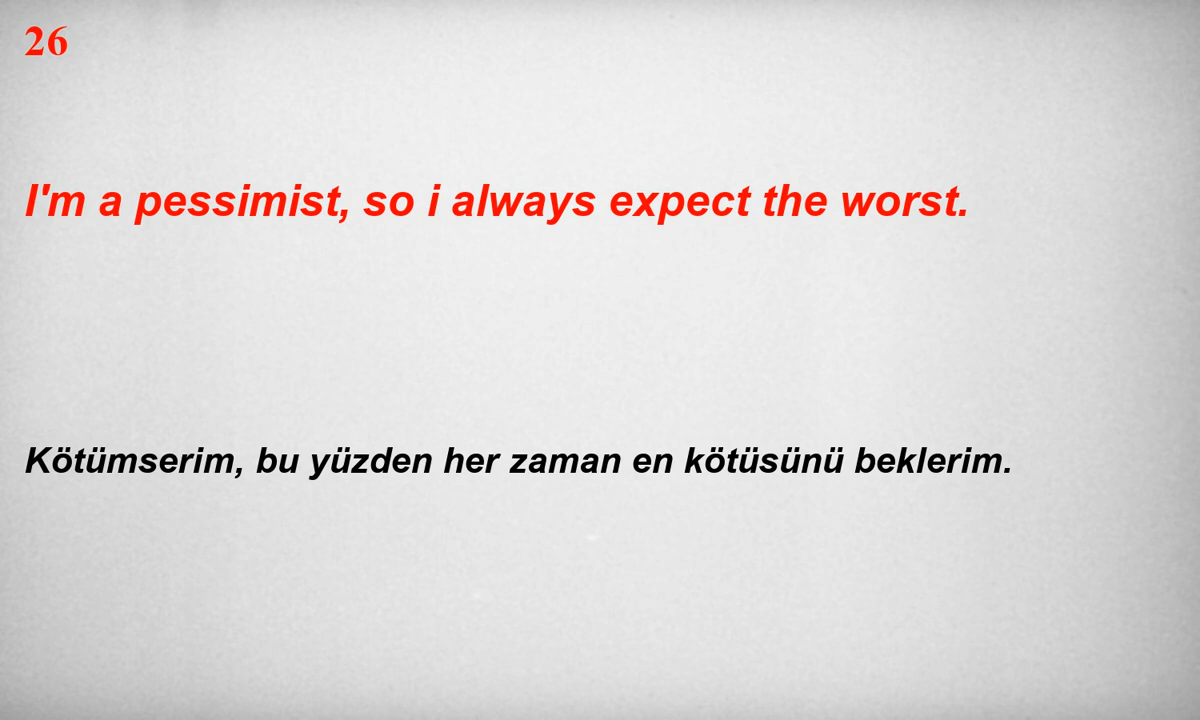 26
I'm a pessimist, so i always expect the worst.
Kötümserim, bu yüzden her zaman en kötüsünü beklerim.